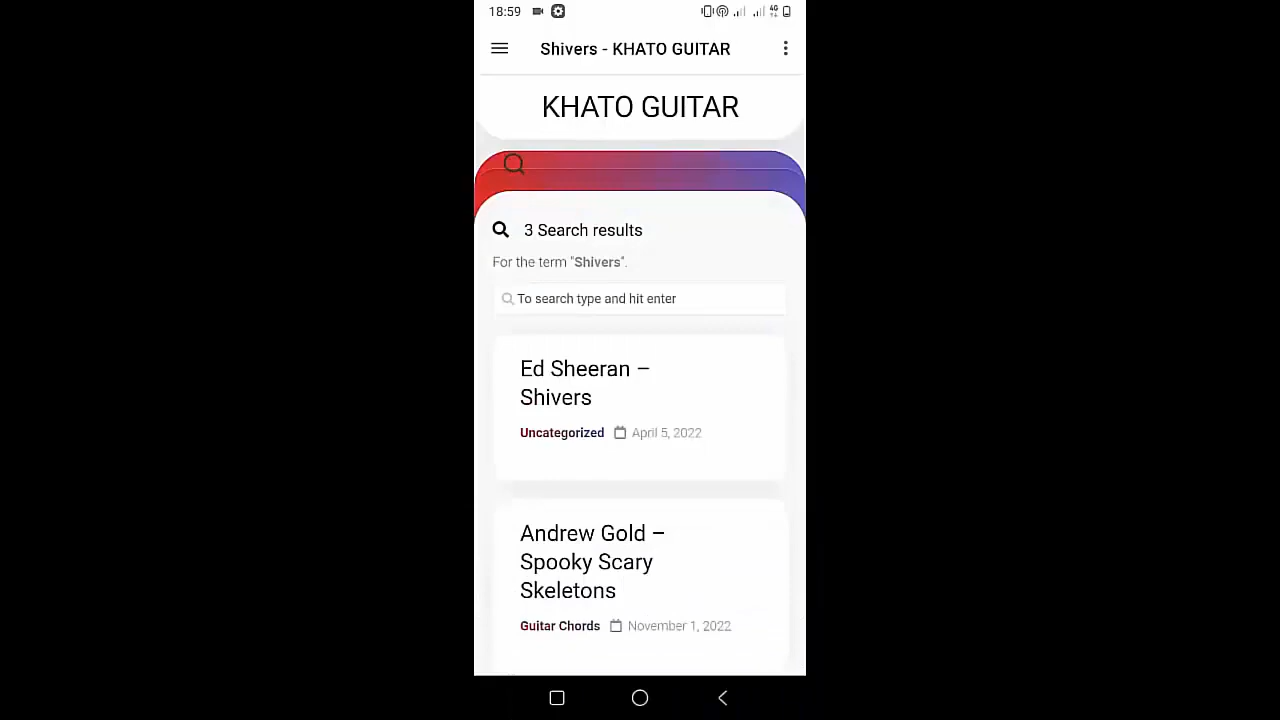 18:59
4G
Shivers - KHATO GUITAR
KHATO GUITAR
3 Search results
For the term "Shivers".
To search type and hit enter
Ed Sheeran –
Shivers
Uncategorized April 5, 2022
Andrew Gold –
Spooky Scary
Skeletons
Guitar Chords November 1, 2022